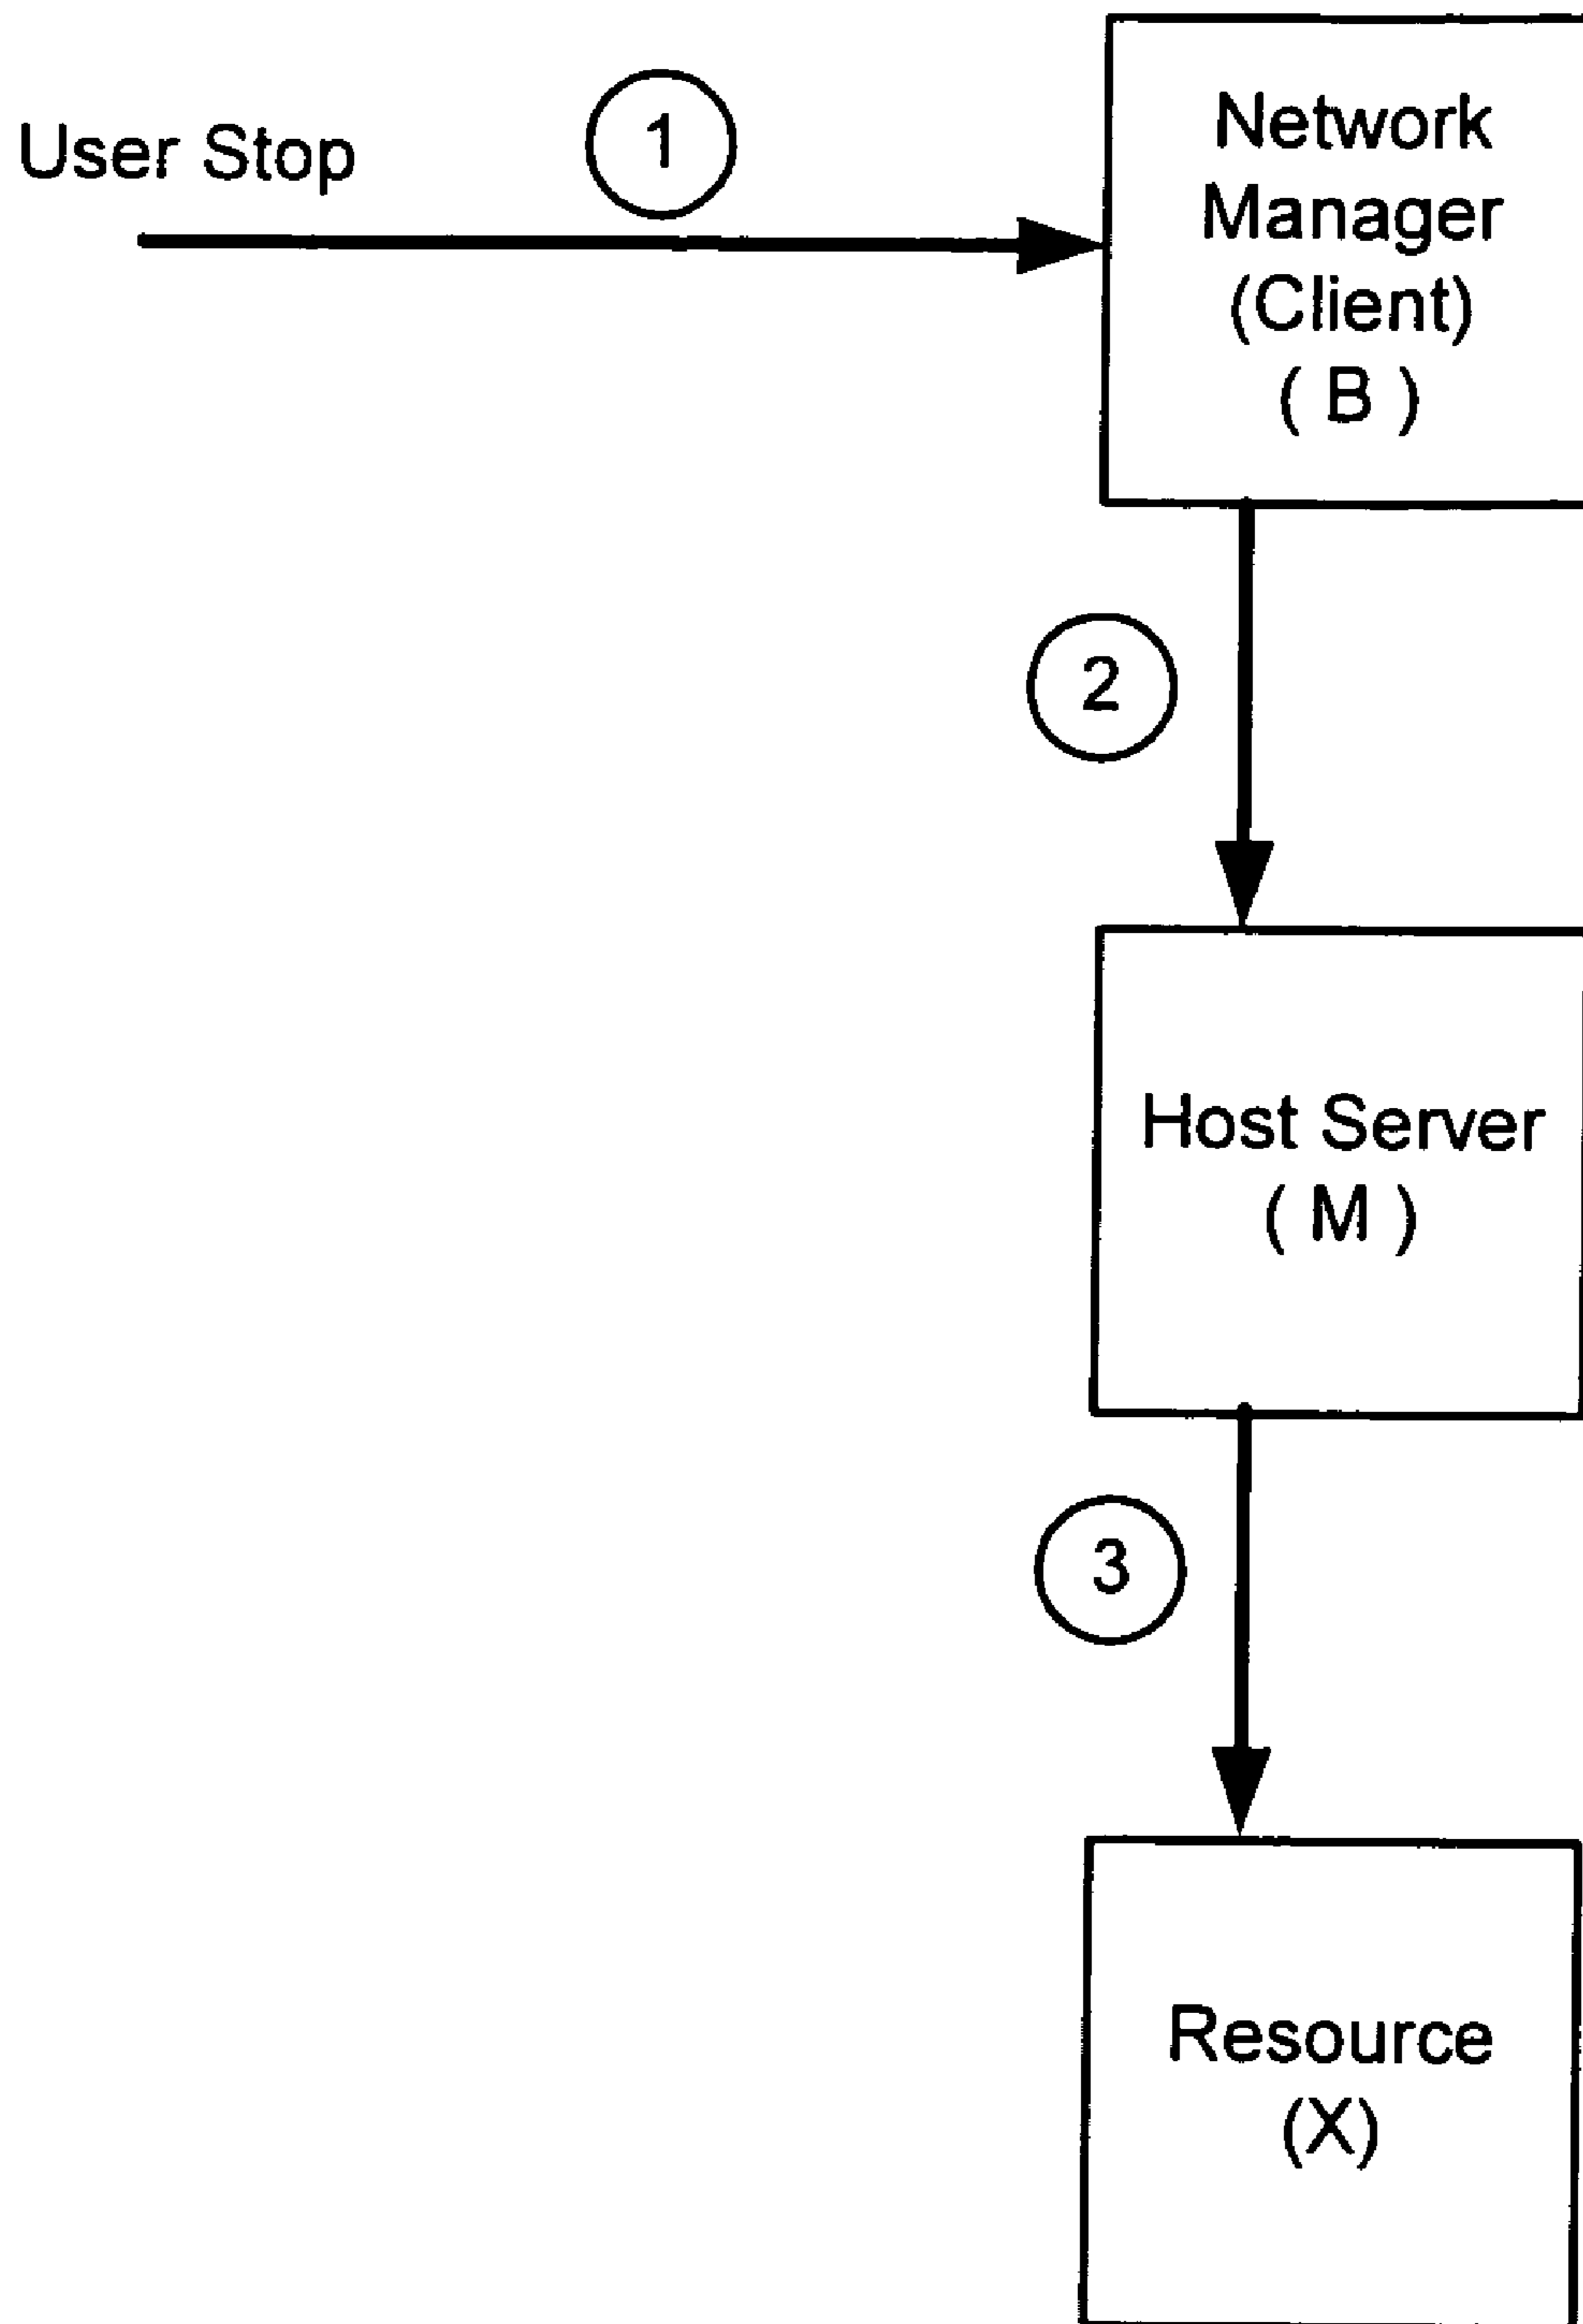 User Stop
1
Network
Manager
(Client)
( B )
2
Host Server
( M )
3
Resource
(X)